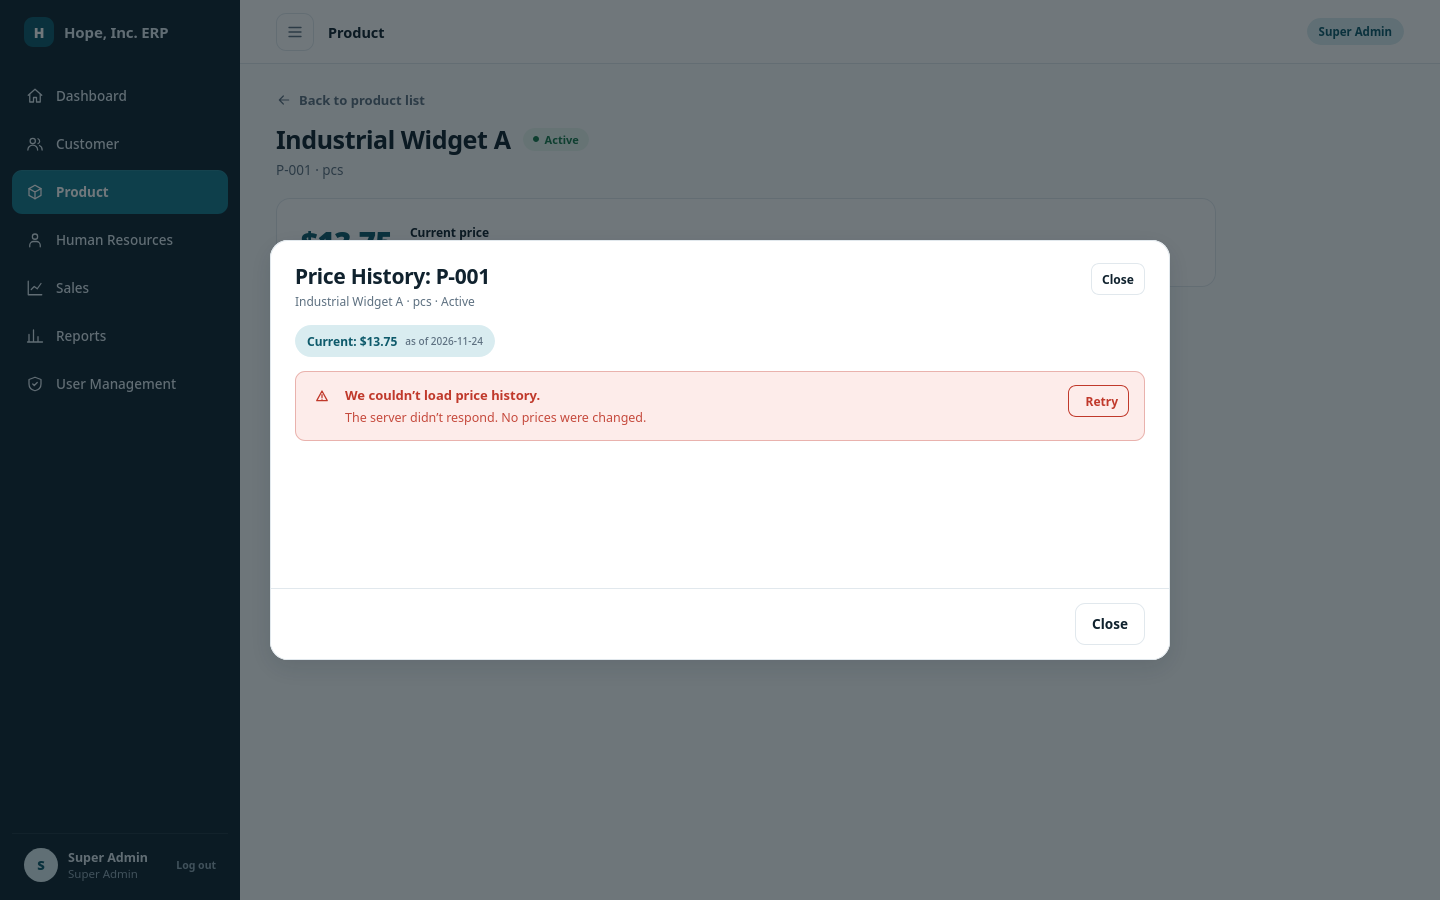 H Hope, Inc. ERP
Dashboard
Customer
Product
Human Resources
Sales
Reports
User Management
S
Super Admin
Super Admin
Log out
Product
Super Admin
Back to product list
Industrial Widget A
Active
P-001 · pcs
$13.75
Current price
Price History: P-001
Close
Industrial Widget A · pcs · Active
Current: $13.75 as of 2026-11-24
We couldn’t load price history.
The server didn’t respond. No prices were changed.
Retry
Close